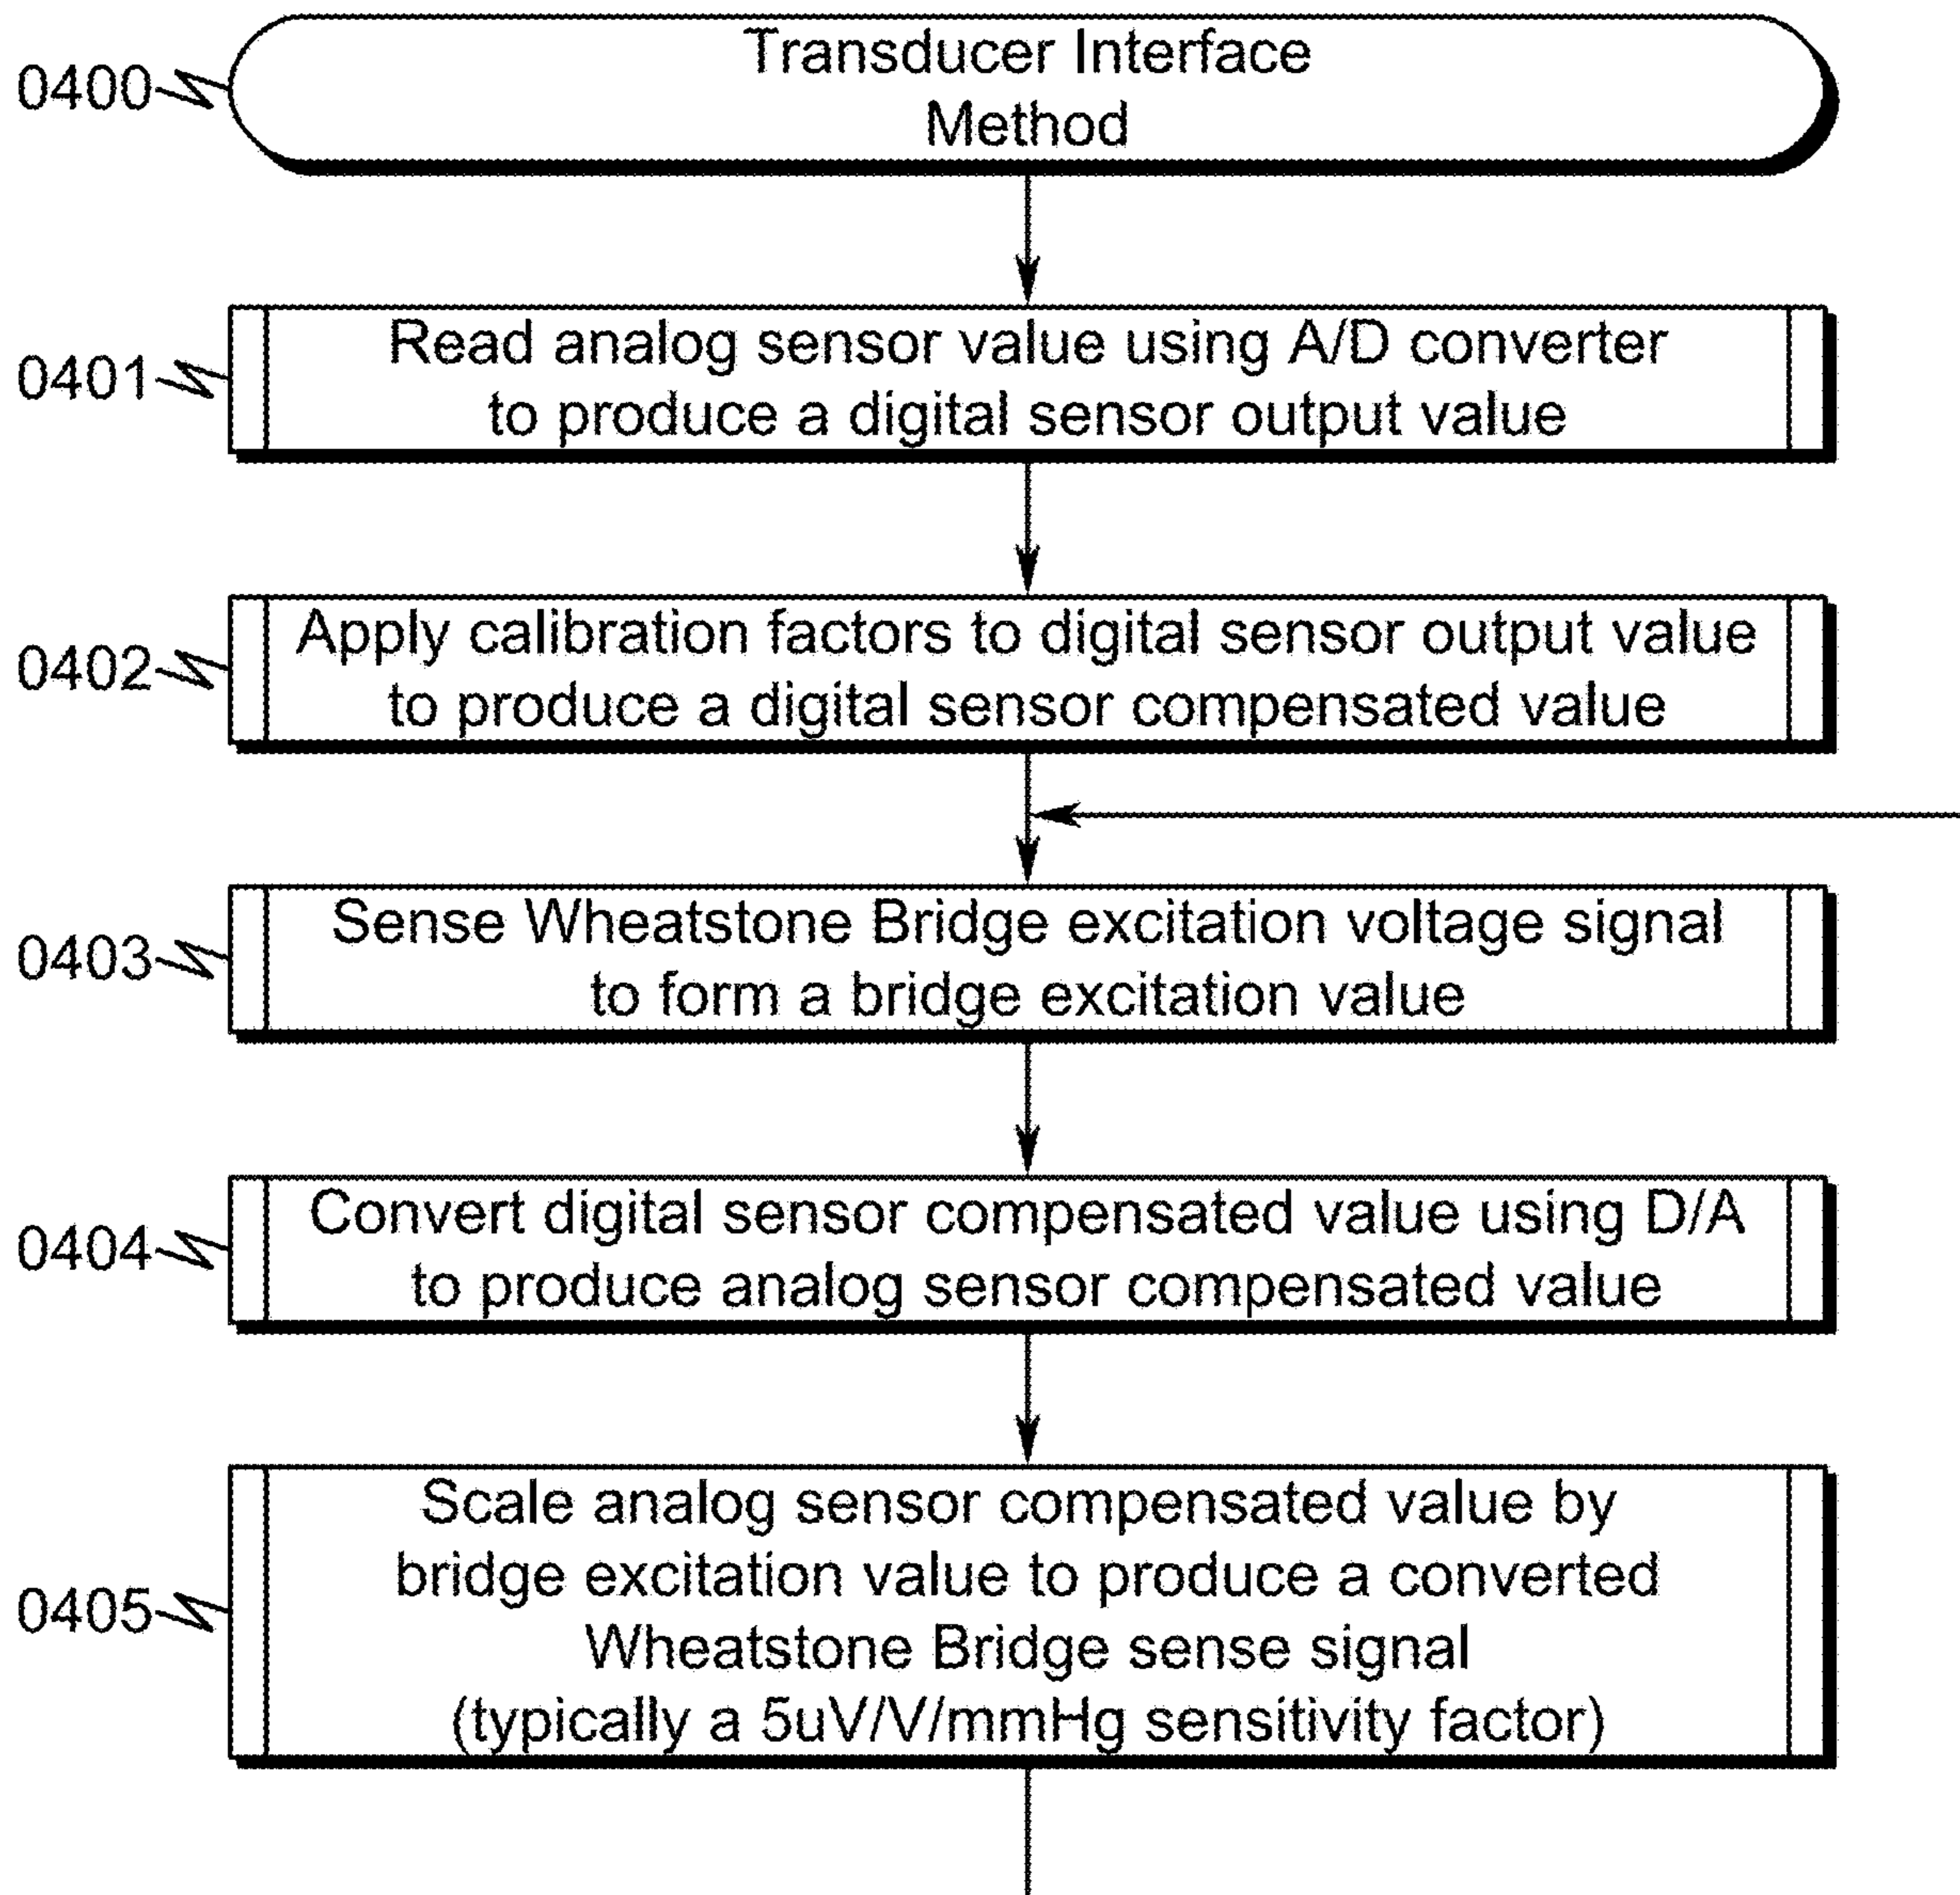 Transducer Interface
Method
0400
Read analog sensor value using A/D converter
to produce a digital sensor output value
0401
Apply calibration factors to digital sensor output value
to produce a digital sensor compensated value
0402
Sense Wheatstone Bridge excitation voltage signal
to form a bridge excitation value
0403
Convert digital sensor compensated value using D/A
to produce analog sensor compensated value
0404
Scale analog sensor compensated value by
bridge excitation value to produce a converted
Wheatstone Bridge sense signal
(typically a 5uV/V/mmHg sensitivity factor)
0405